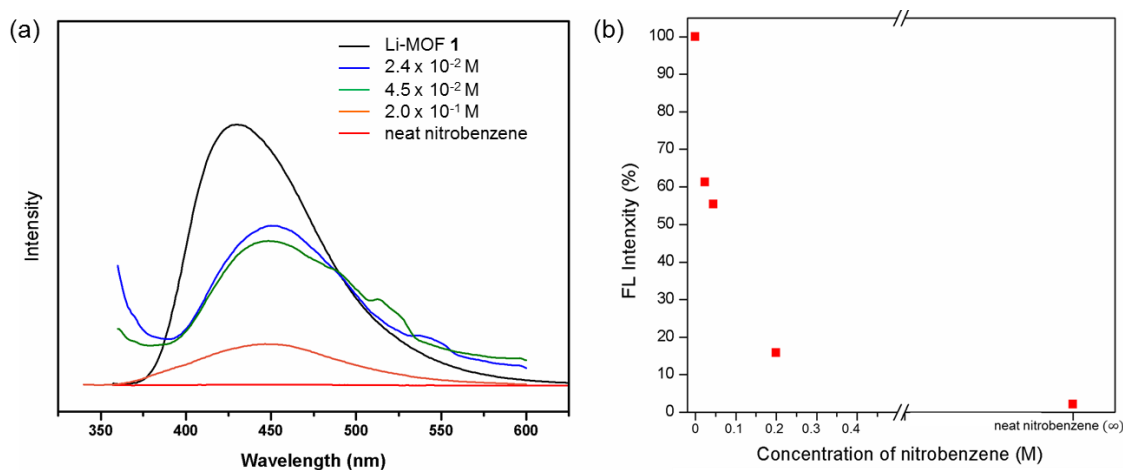 (a)
Li-MOF 1
2.4 x 10⁻² M
4.5 x 10⁻² M
2.0 x 10⁻¹ M
neat nitrobenzene
Intensity
350 400 450 500 550 600
Wavelength (nm)
(b)
100
90
80
70
60
50
40
30
20
10
0
FL Intenxity (%)
0 0.1 0.2 0.3 0.4
neat nitrobenzene (∞)
Concentration of nitrobenzene (M)